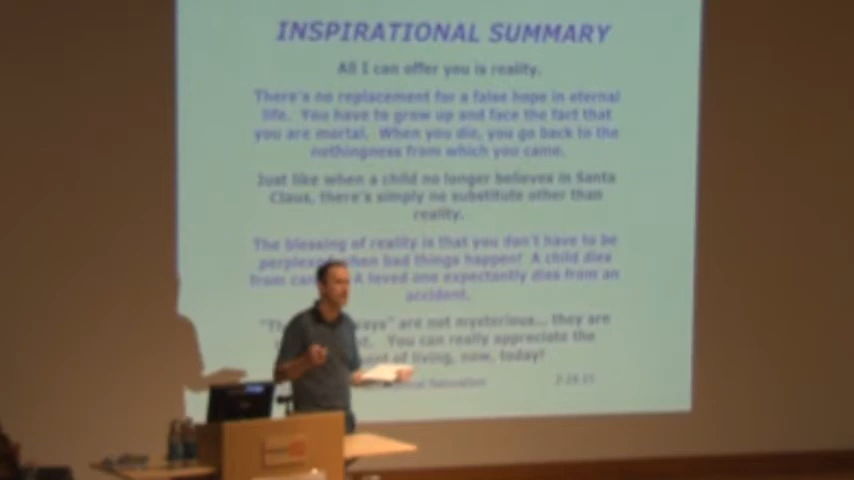 INSPIRATIONAL SUMMARY
All I can offer you is reality.
There's no replacement for a false hope in eternal
life. You have to grow up and face the fact that
you are mortal. When you die, you go back to the
nothingness from which you came.
Just like when a child no longer believes in Santa
Claus, there's simply no substitute other than
reality.
The blessing of reality is that you don't have to be
when bad things happen! A child dies
from A loved one expectantly dies from an
accident.
are not mysterious... they are
You can really appreciate the
of living, now, today!